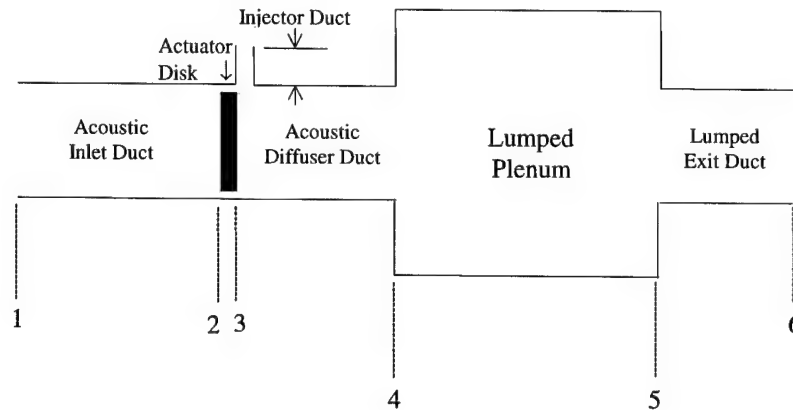 Injector Duct
Actuator
Disk
Acoustic
Inlet Duct
Acoustic
Diffuser Duct
Lumped
Plenum
Lumped
Exit Duct
1
2
3
4
5
6